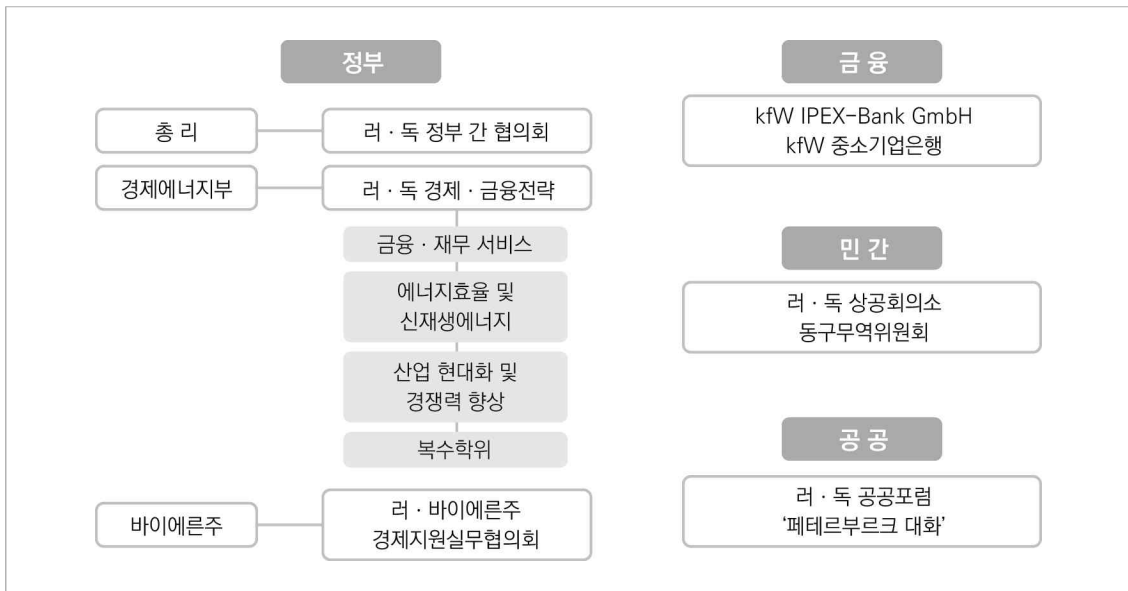 정부
총 리
러 · 독 정부 간 협의회
경제에너지부
러 · 독 경제 · 금융전략
금융 · 재무 서비스
에너지효율 및
신재생에너지
산업 현대화 및
경쟁력 향상
복수학위
바이에른주
러 · 바이에른주
경제지원실무협의회
금 융
kfW IPEX-Bank GmbH
kfW 중소기업은행
민 간
러 · 독 상공회의소
동구무역위원회
공 공
러 · 독 공공포럼
‘페테르부르크 대화’